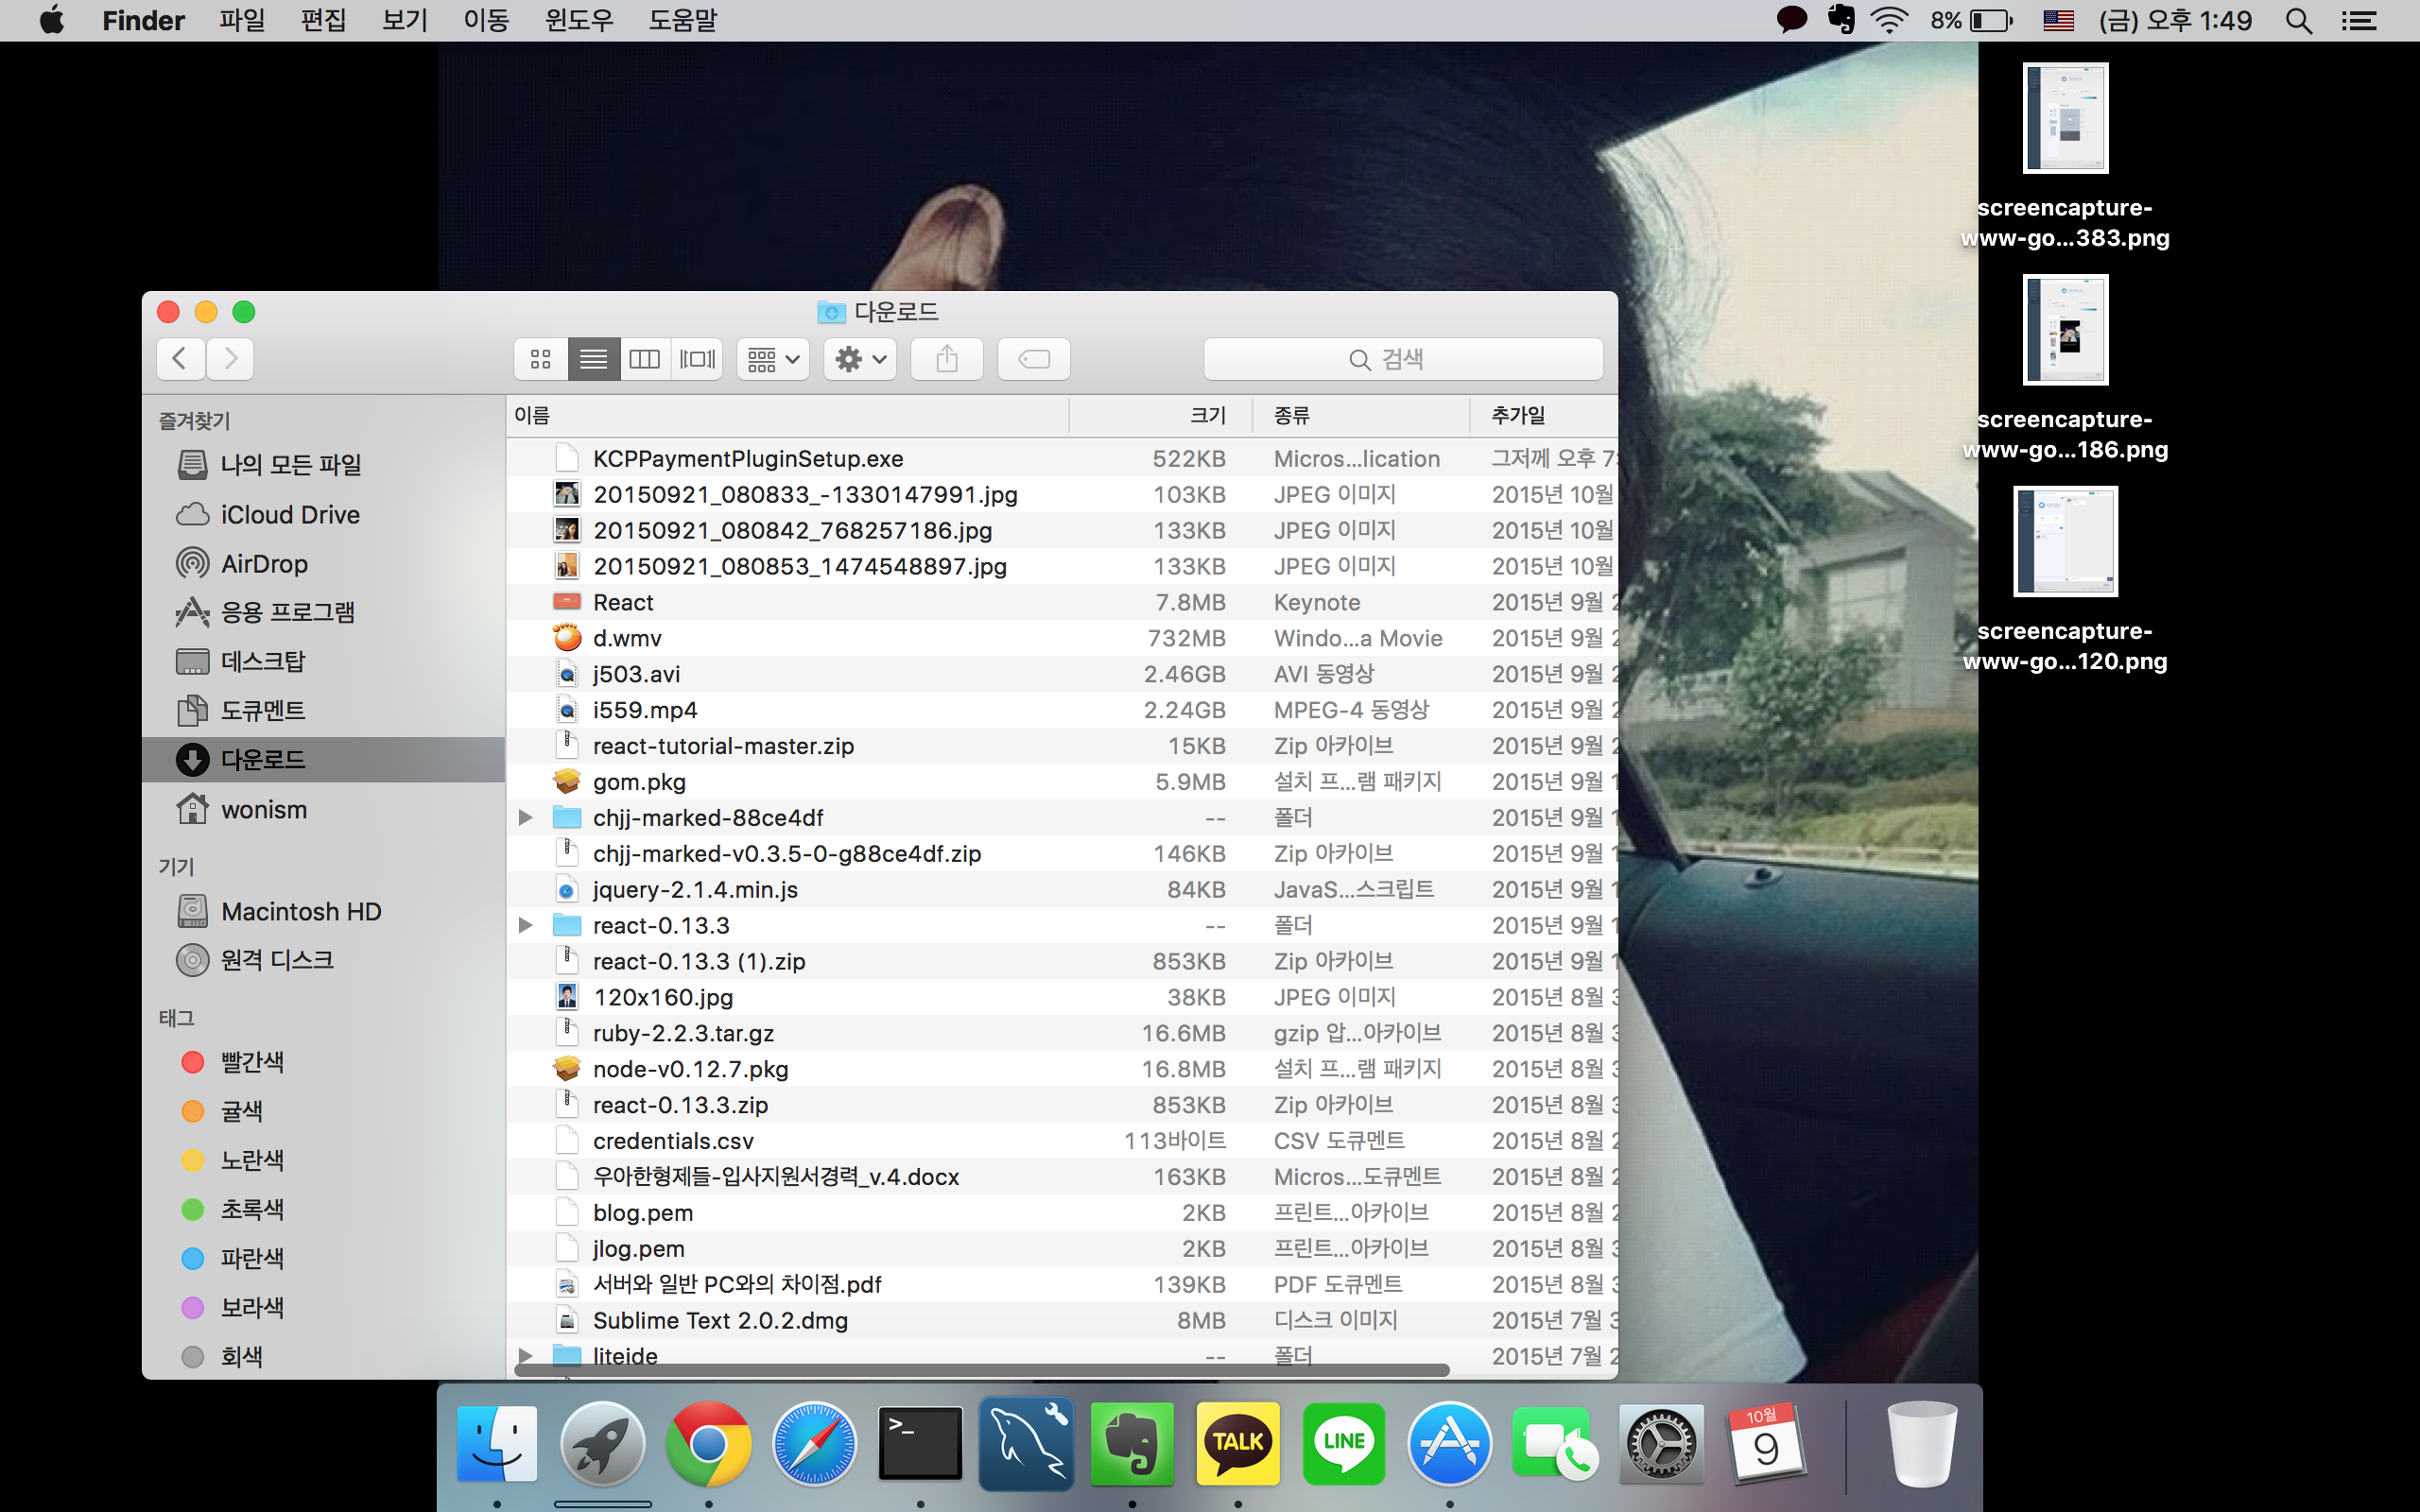 Finder 파일 편집 보기 이동 윈도우 도움말 8% (금) 오후 1:49
screencapture-
www-go...383.png
screencapture-
www-go...186.png
screencapture-
www-go...120.png
다운로드
검색
즐겨찾기
나의 모든 파일
iCloud Drive
AirDrop
응용 프로그램
데스크탑
도큐멘트
다운로드
wonism
기기
Macintosh HD
원격 디스크
태그
빨간색
귤색
노란색
초록색
파란색
보라색
회색
이름 크기 종류 추가일
KCPPaymentPluginSetup.exe 522KB Micros...lication 그저께 오후 7:
20150921_080833_-1330147991.jpg 103KB JPEG 이미지 2015년 10월
20150921_080842_768257186.jpg 133KB JPEG 이미지 2015년 10월
20150921_080853_1474548897.jpg 133KB JPEG 이미지 2015년 10월
React 7.8MB Keynote 2015년 9월 2
d.wmv 732MB Windo...a Movie 2015년 9월 2
j503.avi 2.46GB AVI 동영상 2015년 9월 2
i559.mp4 2.24GB MPEG-4 동영상 2015년 9월 2
react-tutorial-master.zip 15KB Zip 아카이브 2015년 9월 2
gom.pkg 5.9MB 설치 프...램 패키지 2015년 9월 1
chjj-marked-88ce4df -- 폴더 2015년 9월 1
chjj-marked-v0.3.5-0-g88ce4df.zip 146KB Zip 아카이브 2015년 9월 1
jquery-2.1.4.min.js 84KB JavaS...스크립트 2015년 9월 1
react-0.13.3 -- 폴더 2015년 9월 1
react-0.13.3 (1).zip 853KB Zip 아카이브 2015년 9월 1
120x160.jpg 38KB JPEG 이미지 2015년 8월 3
ruby-2.2.3.tar.gz 16.6MB gzip 압...아카이브 2015년 8월 3
node-v0.12.7.pkg 16.8MB 설치 프...램 패키지 2015년 8월 3
react-0.13.3.zip 853KB Zip 아카이브 2015년 8월 3
credentials.csv 113바이트 CSV 도큐멘트 2015년 8월 2
우아한형제들-입사지원서경력_v.4.docx 163KB Micros...도큐멘트 2015년 8월 2
blog.pem 2KB 프린트...아카이브 2015년 8월 2
jlog.pem 2KB 프린트...아카이브 2015년 8월 3
서버와 일반 PC와의 차이점.pdf 139KB PDF 도큐멘트 2015년 8월 3
Sublime Text 2.0.2.dmg 8MB 디스크 이미지 2015년 7월 3
liteide -- 폴더 2015년 7월 2
>_
TALK
LINE
10월
9